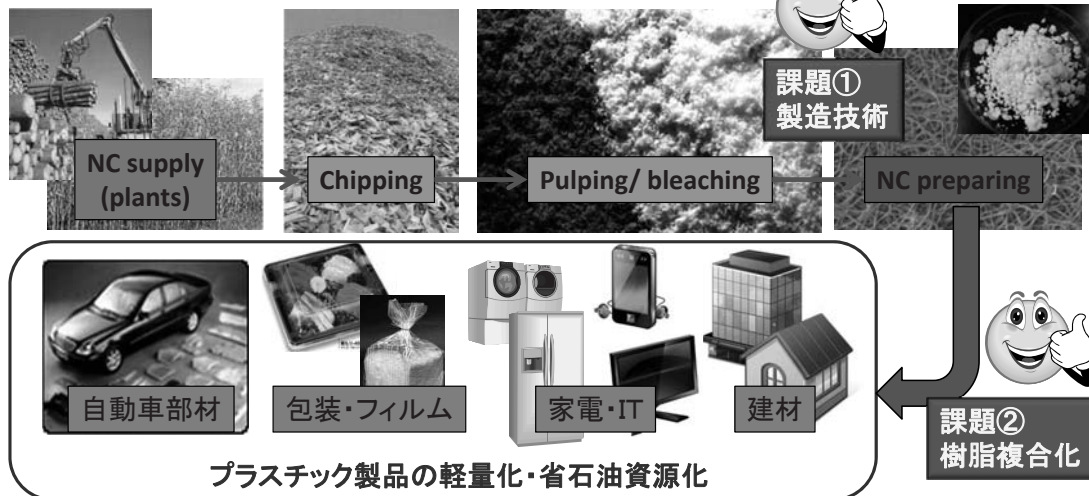 課題①
製造技術
NC supply
(plants)
Chipping
Pulping/ bleaching
NC preparing
自動車部材
包装・フィルム
家電・IT
建材
課題②
樹脂複合化
プラスチック製品の軽量化・省石油資源化